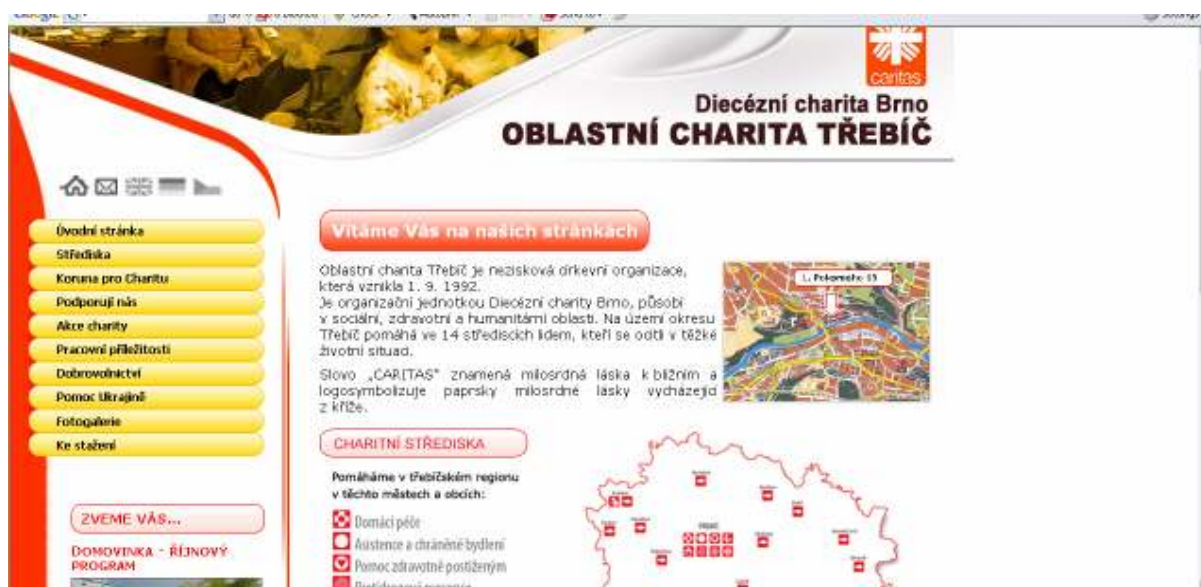 caritas
Diecézní charita Brno
OBLASTNÍ CHARITA TŘEBÍČ
Úvodní stránka
Střediska
Koruna pro Charitu
Podporují nás
Akce charity
Pracovní příležitosti
Dobrovolnictví
Pomoc Ukrajině
Fotogalerie
Ke stažení
ZVEME VÁS...
DOMOVINKA - ŘÍJNOVÝ
PROGRAM
Vítáme Vás na našich stránkách
Oblastní charita Třebíč je nezisková církevní organizace,
která vznikla 1. 9. 1992.
Je organizační jednotkou Diecézní charity Brno, působí
v sociální, zdravotní a humanitární oblasti. Na území okresu
Třebíč pomáhá ve 14 střediscích lidem, kteří se ocitli v těžké
životní situaci.
Slovo „CARITAS" znamená milosrdná láska k bližním a
logosymbolizuje paprsky milosrdné lásky vycházející
z kříže.
L. Pokorného 15
CHARITNÍ STŘEDISKA
Pomáháme v třebíčském regionu
v těchto městech a obcích:
Domácí péče
Asistence a chráněné bydlení
Pomoc zdravotně postiženým